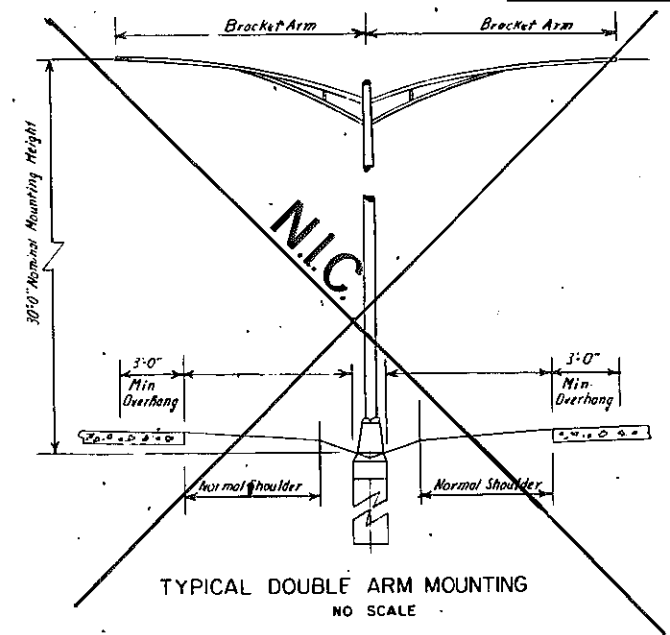 Bracket Arm
Bracket Arm
30'-0" Nominal Mounting Height
N.I.C.
3'-0"
Min
Overhang
3'-0"
Min.
Overhang
Normal Shoulder
Normal Shoulder
TYPICAL DOUBLE ARM MOUNTING
NO SCALE